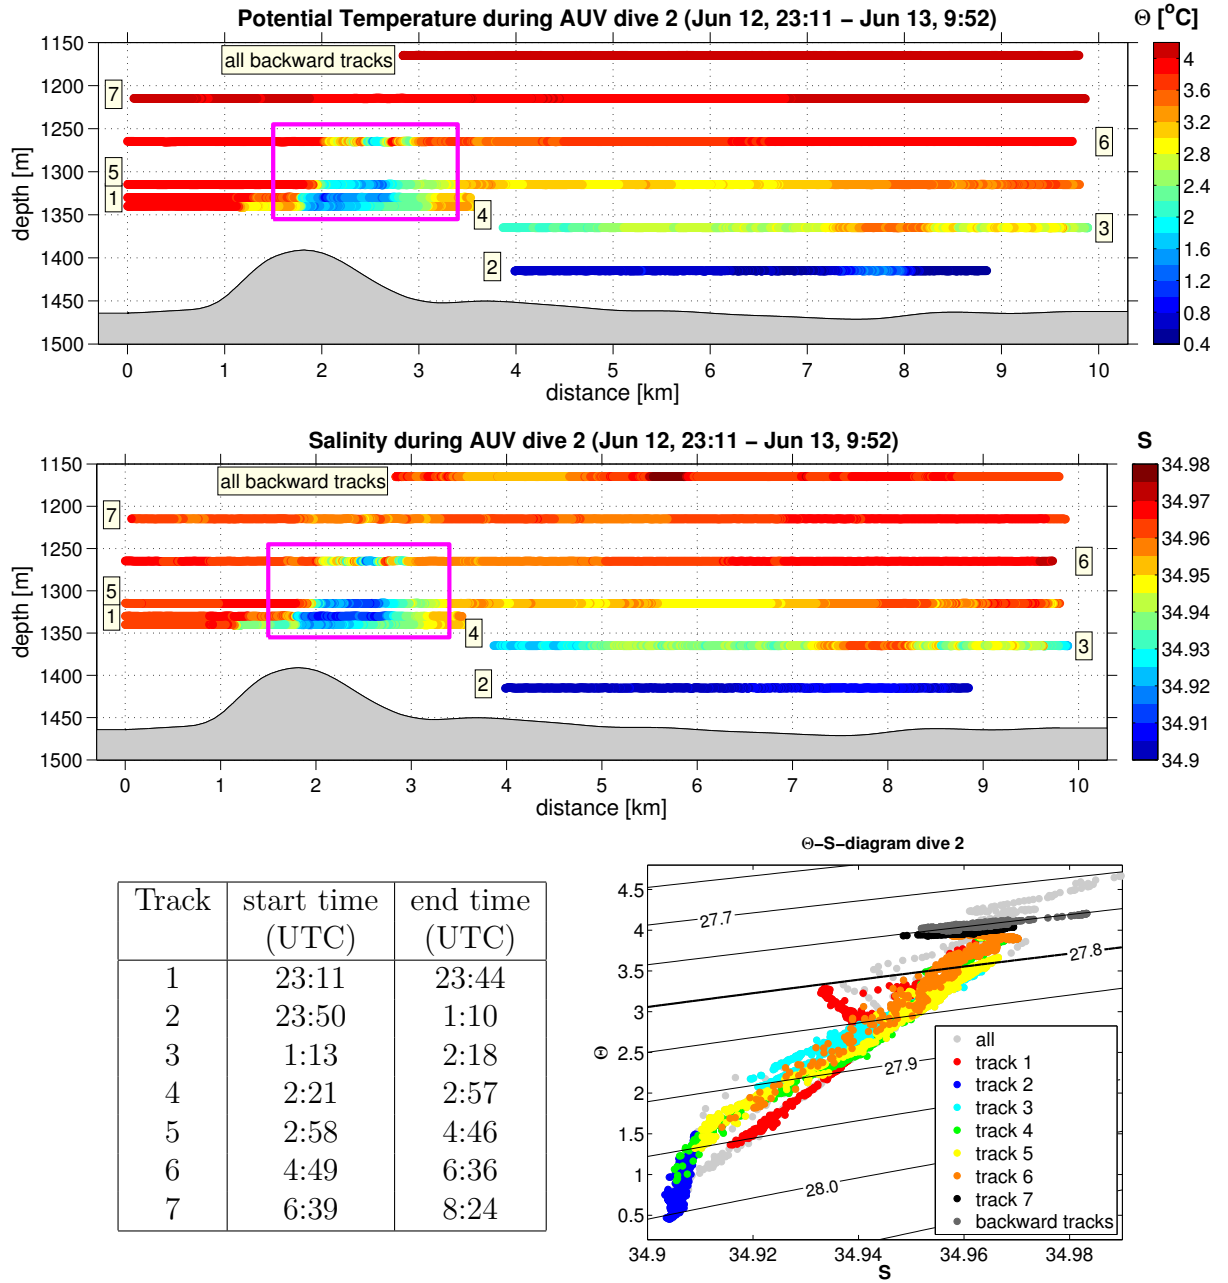 Potential Temperature during AUV dive 2 (Jun 12, 23:11 − Jun 13, 9:52)
Θ [°C]
1150
1200
1250
1300
1350
1400
1450
1500
depth [m]
all backward tracks
7
6
5
1
4
3
2
0
1
2
3
4
5
6
7
8
9
10
distance [km]
4
3.6
3.2
2.8
2.4
2
1.6
1.2
0.8
0.4
Salinity during AUV dive 2 (Jun 12, 23:11 − Jun 13, 9:52)
S
1150
1200
1250
1300
1350
1400
1450
1500
depth [m]
all backward tracks
7
6
5
1
4
3
2
0
1
2
3
4
5
6
7
8
9
10
distance [km]
34.98
34.97
34.96
34.95
34.94
34.93
34.92
34.91
34.9
Track start time end time
(UTC) (UTC)
1 23:11 23:44
2 23:50 1:10
3 1:13 2:18
4 2:21 2:57
5 2:58 4:46
6 4:49 6:36
7 6:39 8:24
Θ−S−diagram dive 2
4.5
4
3.5
3
2.5
2
1.5
1
0.5
Θ
27.7
27.8
27.9
28.0
all
track 1
track 2
track 3
track 4
track 5
track 6
track 7
backward tracks
34.9
34.92
34.94
34.96
34.98
S